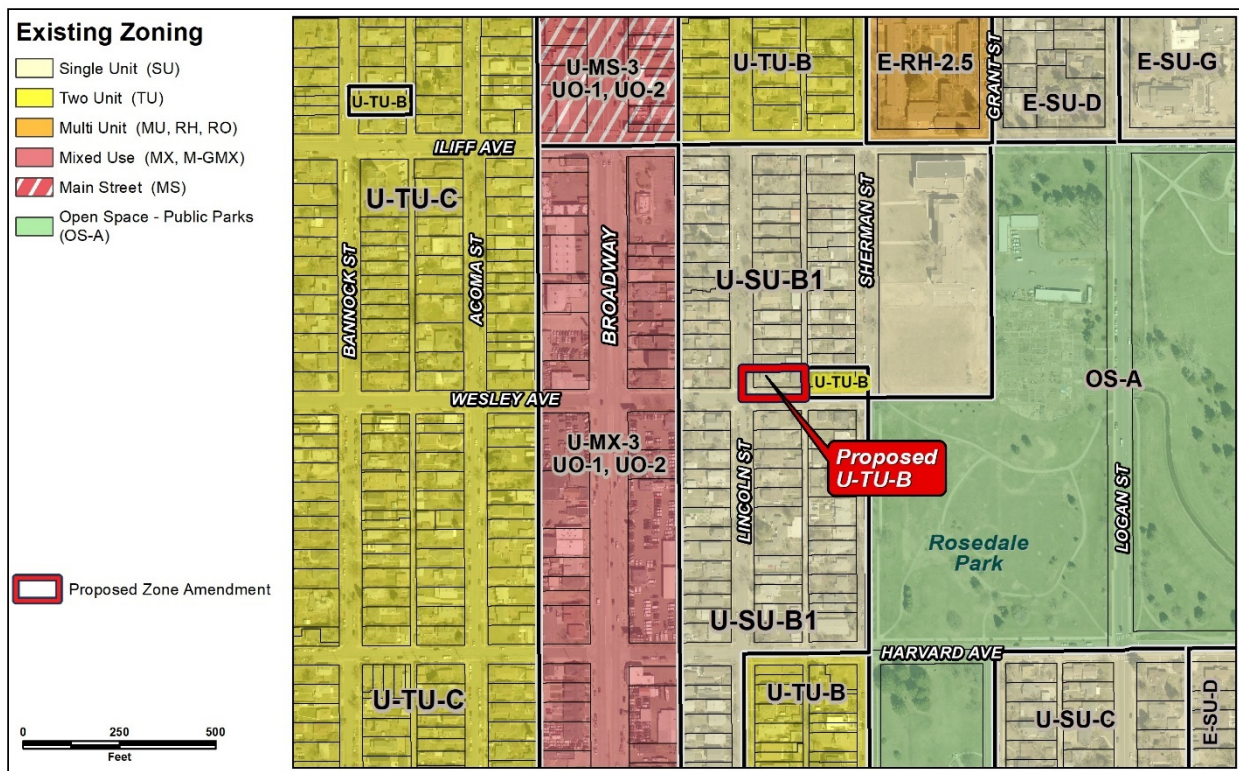 Existing Zoning
Single Unit (SU)
Two Unit (TU)
Multi Unit (MU, RH, RO)
Mixed Use (MX, M-GMX)
Main Street (MS)
Open Space - Public Parks
(OS-A)
Proposed Zone Amendment
0 250 500
Feet
U-TU-B
U-MS-3
UO-1, UO-2
U-TU-B
E-RH-2.5
GRANT ST
E-SU-D
E-SU-G
ILIFF AVE
U-TU-C
BANNOCK ST
ACOMA ST
BROADWAY
U-SU-B1
SHERMAN ST
OS-A
U-TU-B
WESLEY AVE
U-MX-3
UO-1, UO-2
LINCOLN ST
Proposed
U-TU-B
Rosedale
Park
LOGAN ST
U-SU-B1
HARVARD AVE
U-TU-C
U-TU-B
U-SU-C
E-SU-D